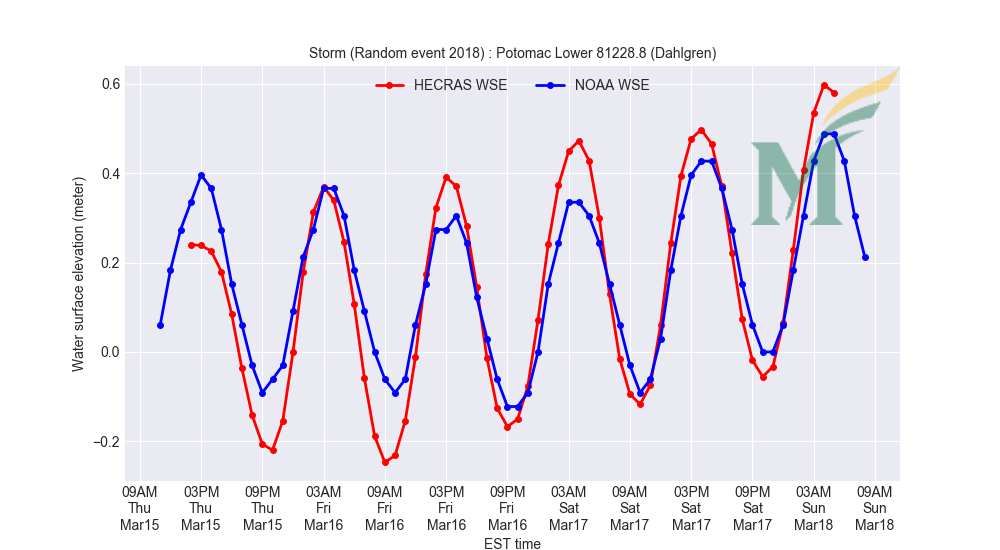 Storm (Random event 2018) : Potomac Lower 81228.8 (Dahlgren)
HECRAS WSE NOAA WSE
M
Water surface elevation (meter)
0.6
0.4
0.2
0.0
−0.2
09AM 03PM 09PM 03AM 09AM 03PM 09PM 03AM 09AM 03PM 09PM 03AM 09AM
Thu Thu Thu Fri Fri Fri Fri Sat Sat Sat Sat Sun Sun
Mar15 Mar15 Mar15 Mar16 Mar16 Mar16 Mar16 Mar17 Mar17 Mar17 Mar17 Mar18 Mar18
EST time